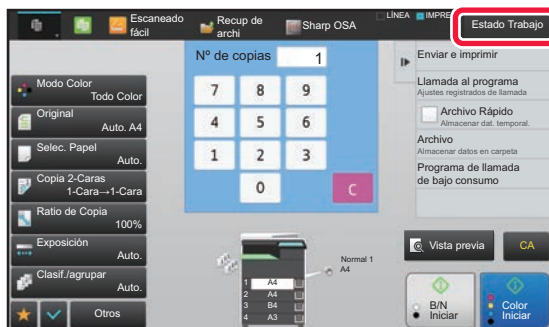 Escaneado
fácil
Recup de
archi
Sharp OSA
LÍNEA
IMPRE
Estado Trabajo
Modo Color
Todo Color
Original
Auto. A4
Selec. Papel
Auto.
Copia 2-Caras
1-Cara→1-Cara
Ratio de Copia
100%
Exposición
Auto.
Clasif./agrupar
Auto.
Otros
Nº de copias
1
7 8 9
4 5 6
1 2 3
0 C
Normal 1
A4
1 A4
2 A4
3 B4
4 A3
Enviar e imprimir
Llamada al programa
Ajustes registrados de llamada
Archivo Rápido
Almacenar dat. temporal.
Archivo
Almacenar datos en carpeta
Programa de llamada
de bajo consumo
Vista previa
CA
B/N
Iniciar
Color
Iniciar